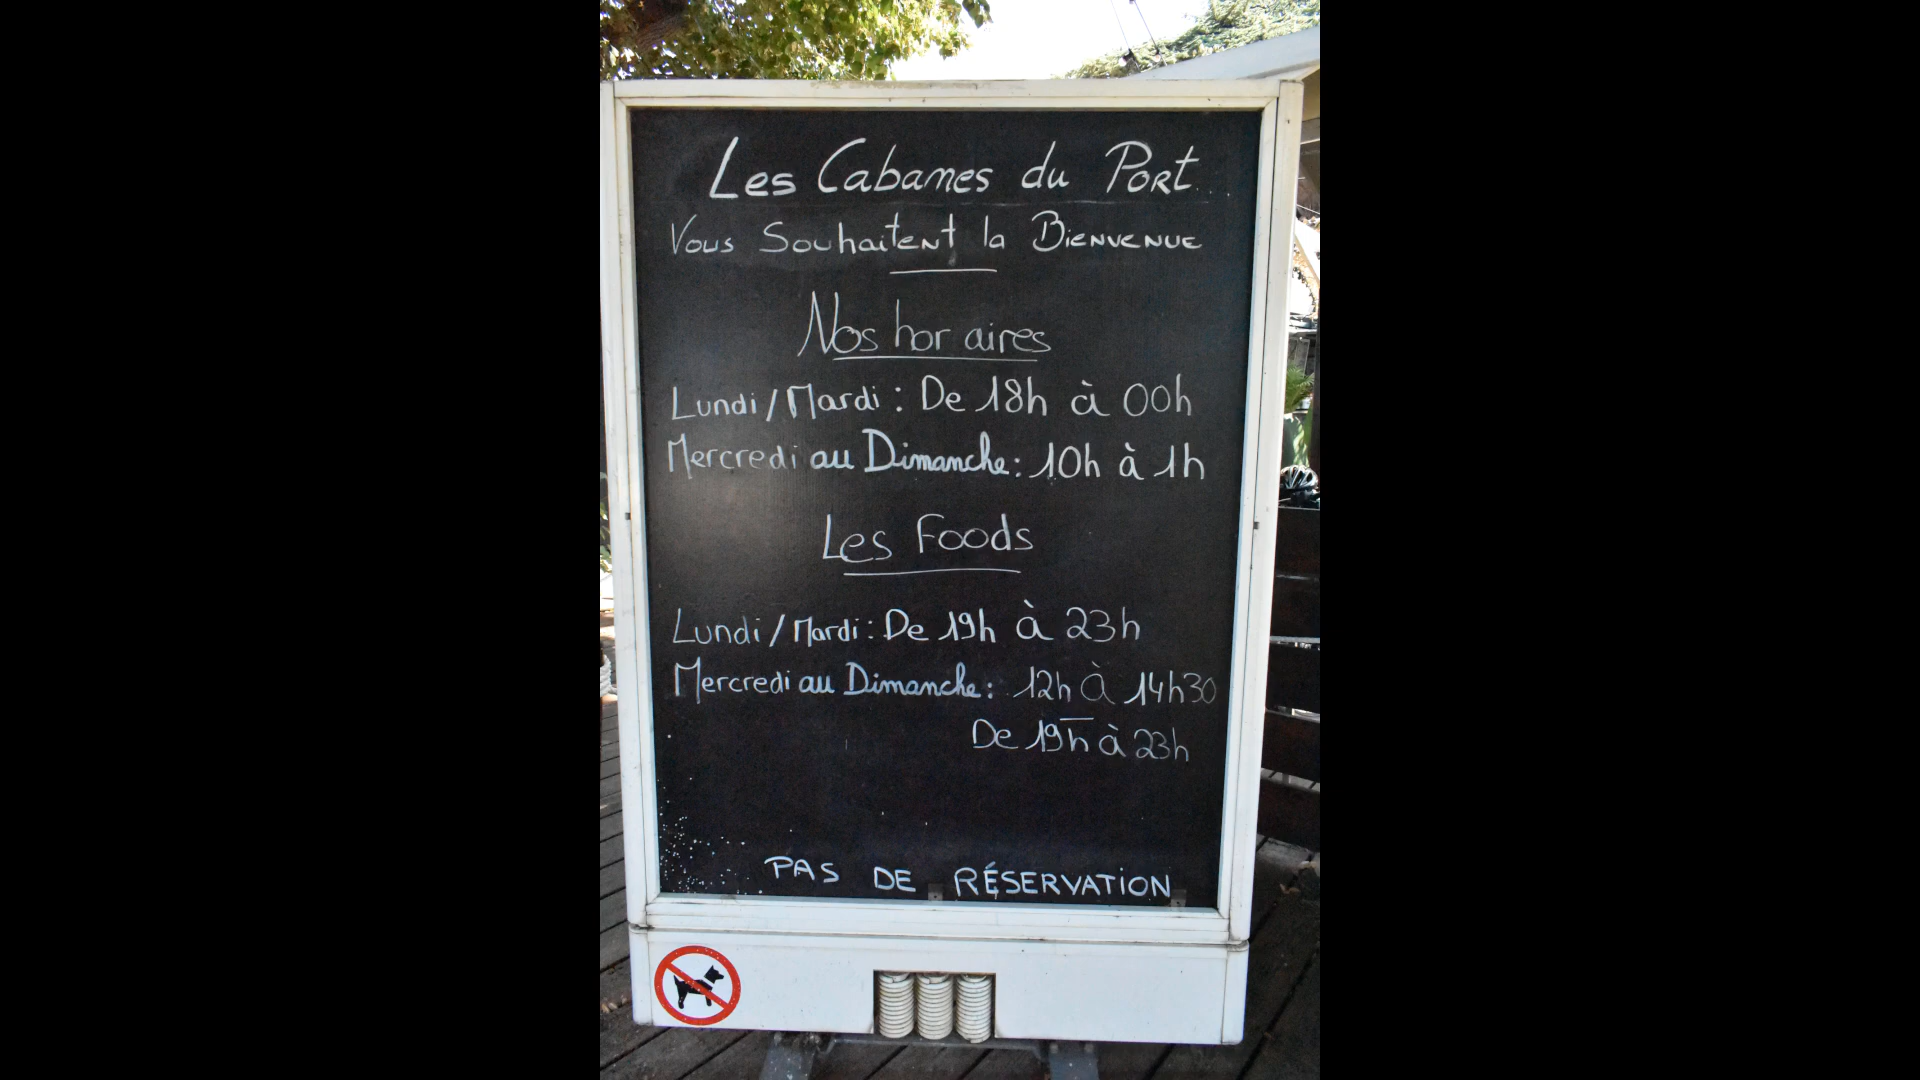 Les Cabanes du Port
Vous Souhaitent la Bienvenue
Nos horaires
Lundi/Mardi : De 18h à 00h
Mercredi au Dimanche : 10h à 1h
Les Foods
Lundi/Mardi : De 19h à 23h
Mercredi au Dimanche : 12h à 14h30
De 19h à 23h
PAS DE RÉSERVATION